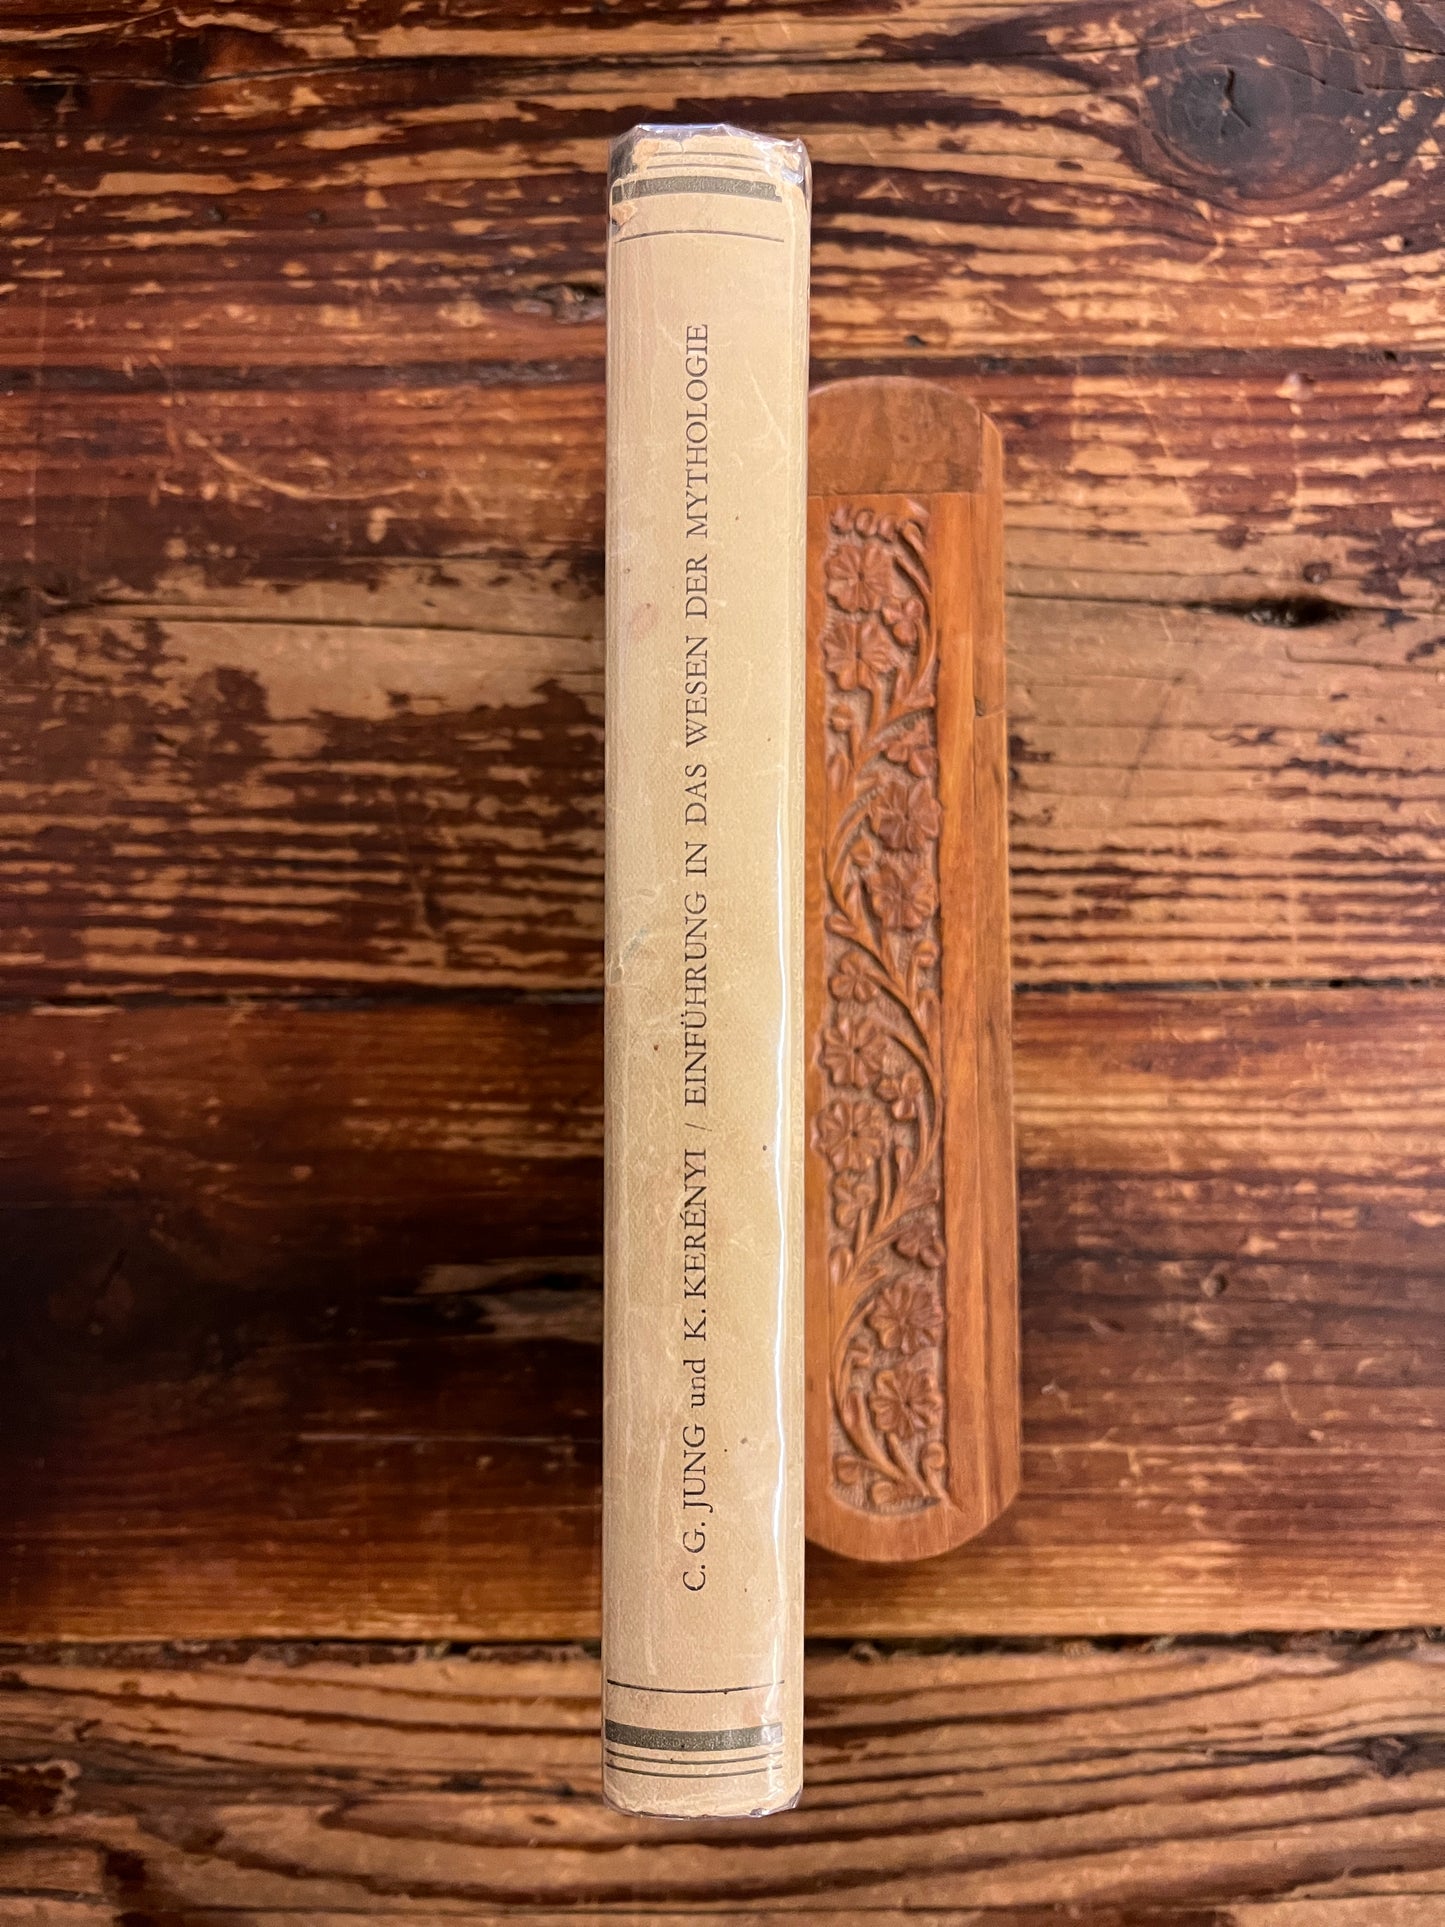 C. G. JUNG und K. KERÉNYI / EINFÜHRUNG IN DAS WESEN DER MYTHOLOGIE